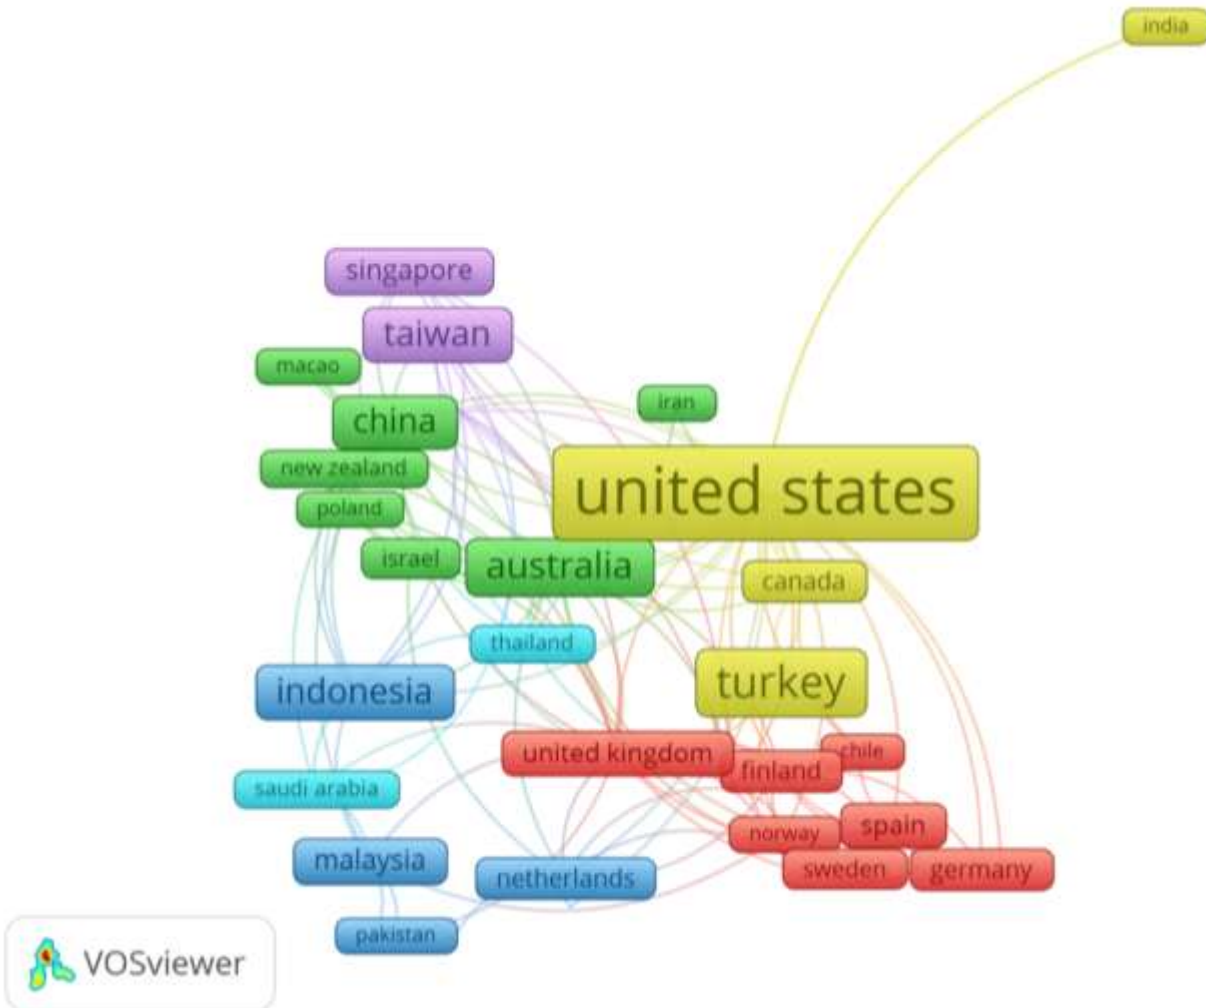 india
singapore
taiwan
macao
iran
china
new zealand
united states
poland
israel
australia
canada
thailand
indonesia
turkey
united kingdom
chile
finland
saudi arabia
spain
norway
malaysia
sweden
germany
netherlands
pakistan
VOSviewer